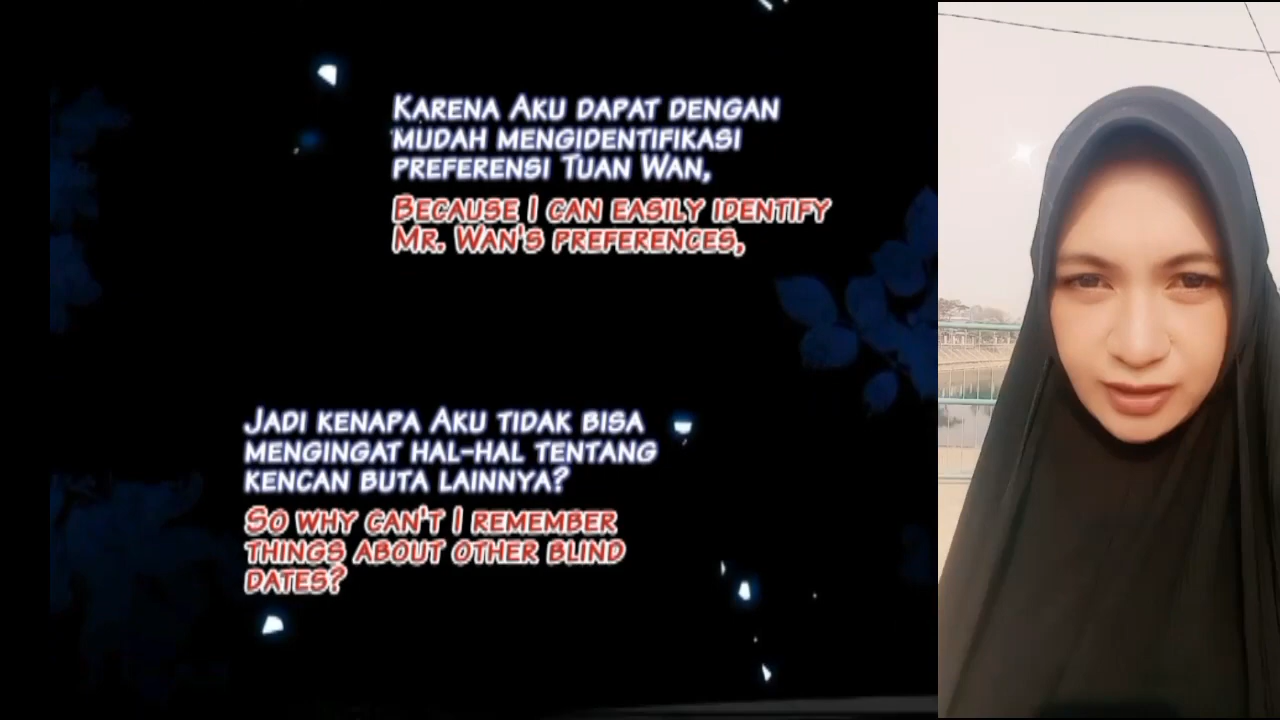 Karena Aku dapat dengan
mudah mengidentifikasi
preferensi Tuan Wan,
Because I can easily identify
Mr. Wan's preferences,
Jadi kenapa Aku tidak bisa
mengingat hal-hal tentang
kencan buta lainnya?
So why can't I remember
things about other blind
dates?